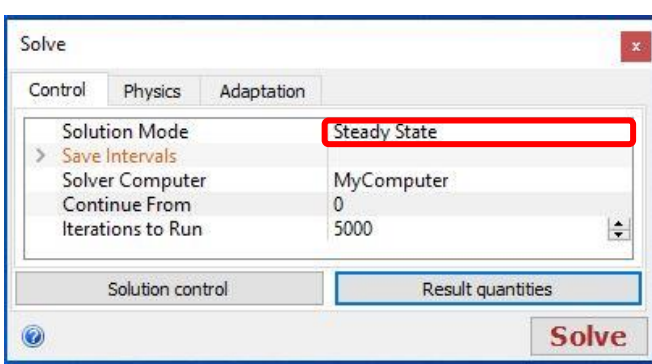 Solve x
Control Physics Adaptation
Solution Mode Steady State
> Save Intervals
Solver Computer MyComputer
Continue From 0
Iterations to Run 5000
Solution control Result quantities
? Solve